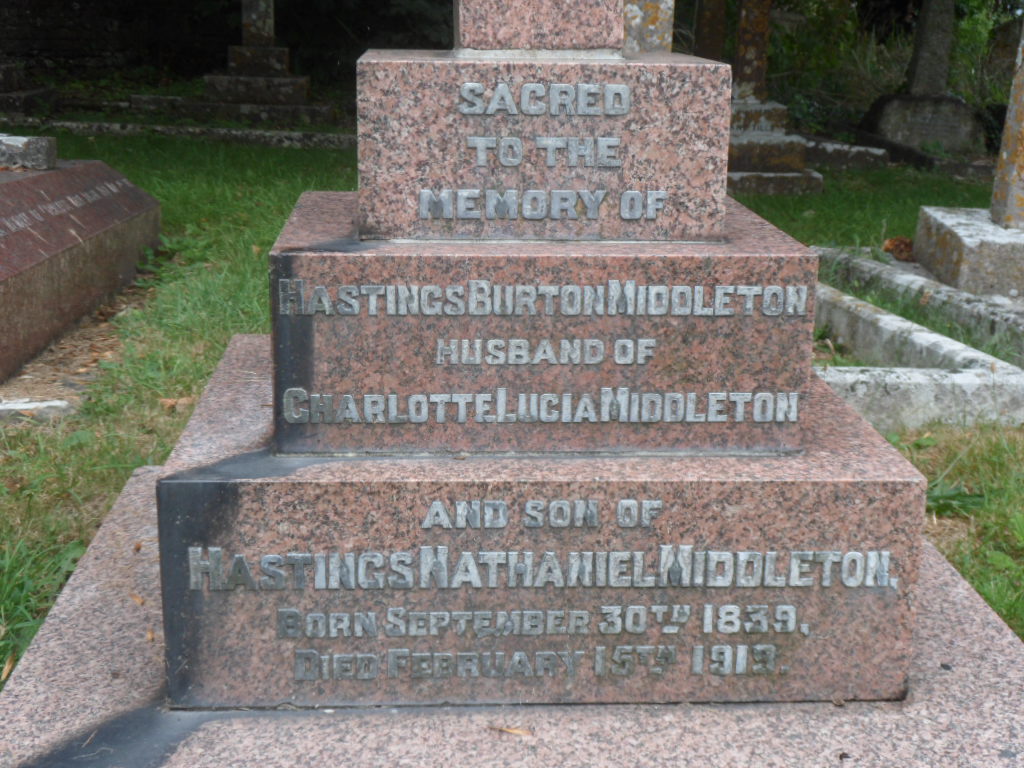 SACRED
TO THE
MEMORY OF
HASTINGS BURTON MIDDLETON
HUSBAND OF
CHARLOTTE LUCIA MIDDLETON
AND SON OF
HASTINGS NATHANIEL MIDDLETON,
BORN SEPTEMBER 30TH 1839,
DIED FEBRUARY 15TH 1919.